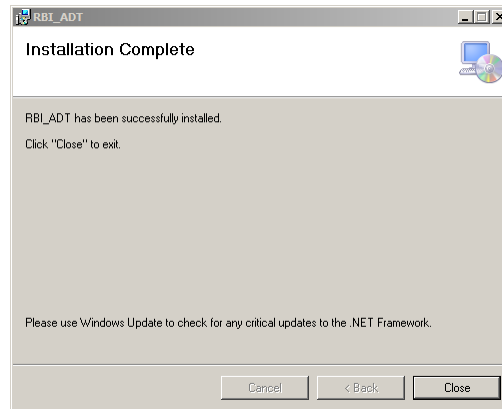 RBI_ADT
Installation Complete
RBI_ADT has been successfully installed.
Click "Close" to exit.
Please use Windows Update to check for any critical updates to the .NET Framework.
Cancel
< Back
Close